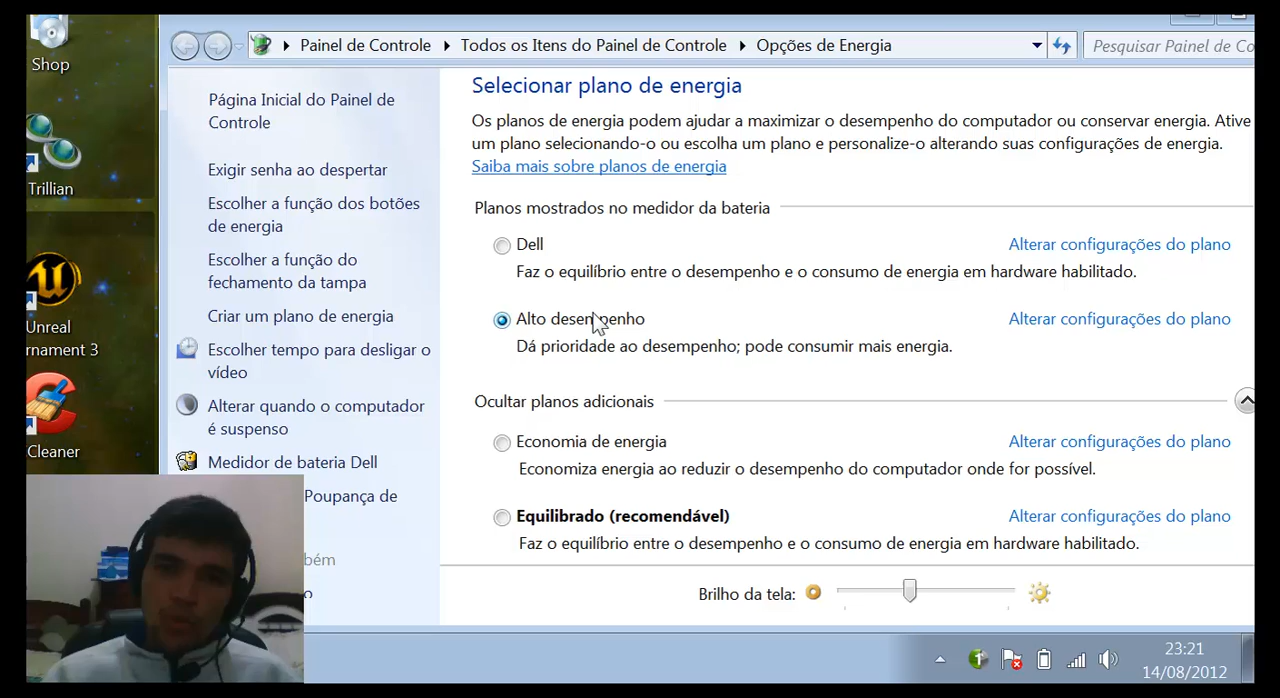 Shop
Trillian
Unreal
rnament 3
Cleaner
Painel de Controle
Todos os Itens do Painel de Controle
Opções de Energia
Pesquisar Painel de Co
Página Inicial do Painel de
Controle
Exigir senha ao despertar
Escolher a função dos botões
de energia
Escolher a função do
fechamento da tampa
Criar um plano de energia
Escolher tempo para desligar o
vídeo
Alterar quando o computador
é suspenso
Medidor de bateria Dell
Poupança de
bém
o
Selecionar plano de energia
Os planos de energia podem ajudar a maximizar o desempenho do computador ou conservar energia. Ative
um plano selecionando-o ou escolha um plano e personalize-o alterando suas configurações de energia.
Saiba mais sobre planos de energia
Planos mostrados no medidor da bateria
Dell
Alterar configurações do plano
Faz o equilíbrio entre o desempenho e o consumo de energia em hardware habilitado.
Alto desempenho
Alterar configurações do plano
Dá prioridade ao desempenho; pode consumir mais energia.
Ocultar planos adicionais
Economia de energia
Alterar configurações do plano
Economiza energia ao reduzir o desempenho do computador onde for possível.
Equilibrado (recomendável)
Alterar configurações do plano
Faz o equilíbrio entre o desempenho e o consumo de energia em hardware habilitado.
Brilho da tela:
23:21
14/08/2012